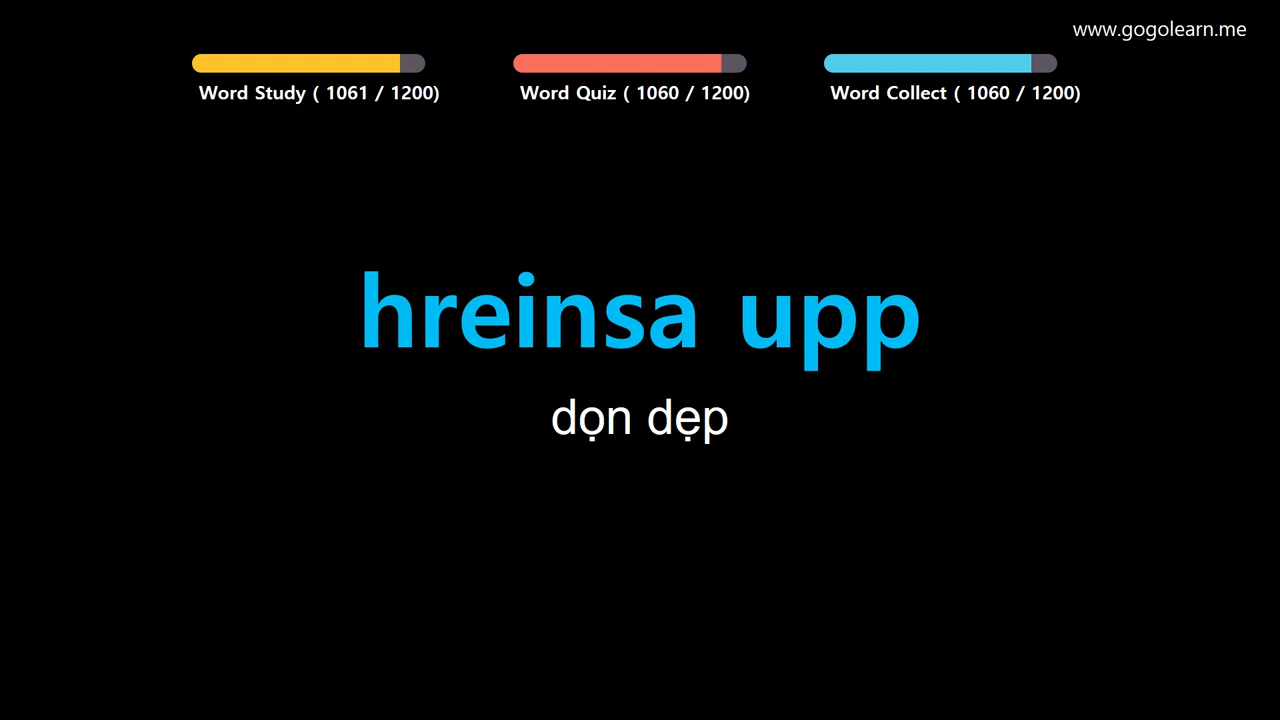 www.gogolearn.me
Word Study ( 1061 / 1200)
Word Quiz ( 1060 / 1200)
Word Collect ( 1060 / 1200)
hreinsa upp
dọn dẹp